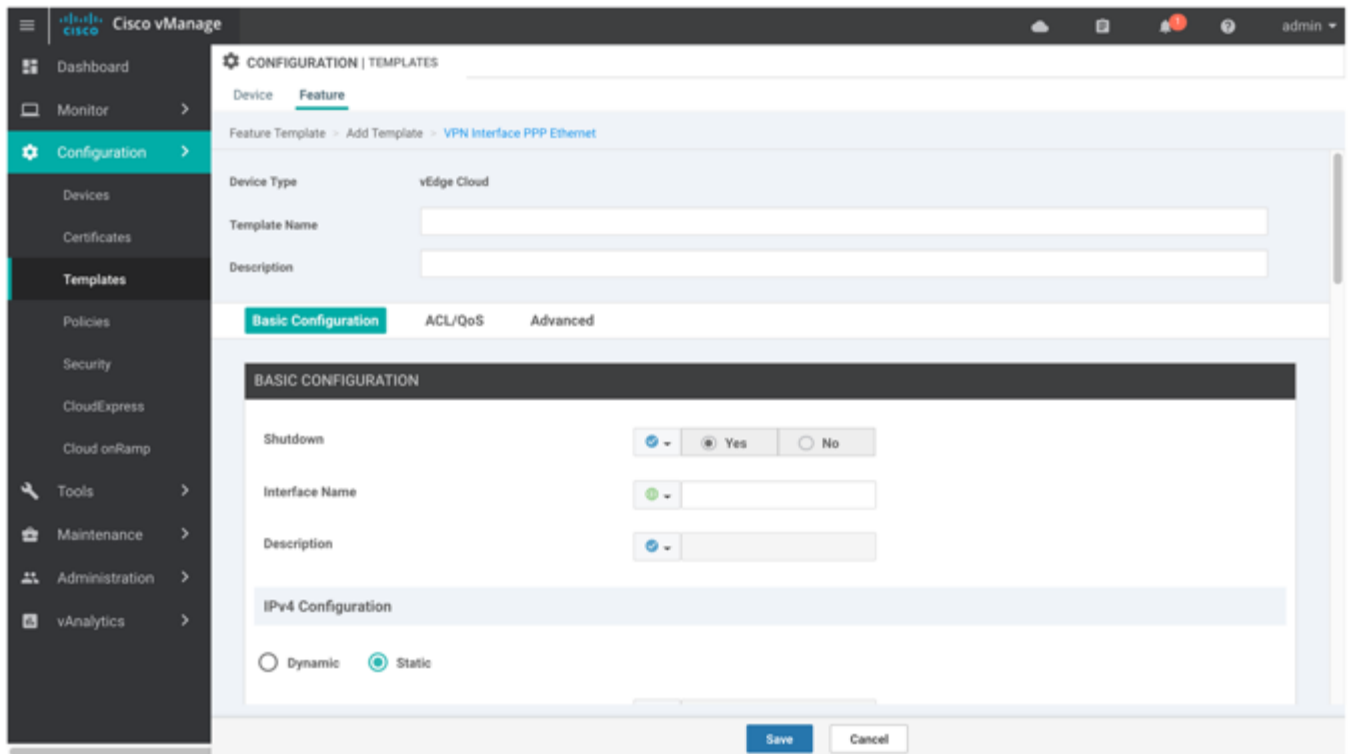 cisco Cisco vManage
1
admin
Dashboard
Monitor
Configuration
Devices
Certificates
Templates
Policies
Security
CloudExpress
Cloud onRamp
Tools
Maintenance
Administration
vAnalytics
CONFIGURATION | TEMPLATES
Device Feature
Feature Template > Add Template > VPN Interface PPP Ethernet
Device Type vEdge Cloud
Template Name
Description
Basic Configuration ACL/QoS Advanced
BASIC CONFIGURATION
Shutdown Yes No
Interface Name
Description
IPv4 Configuration
Dynamic Static
Save Cancel